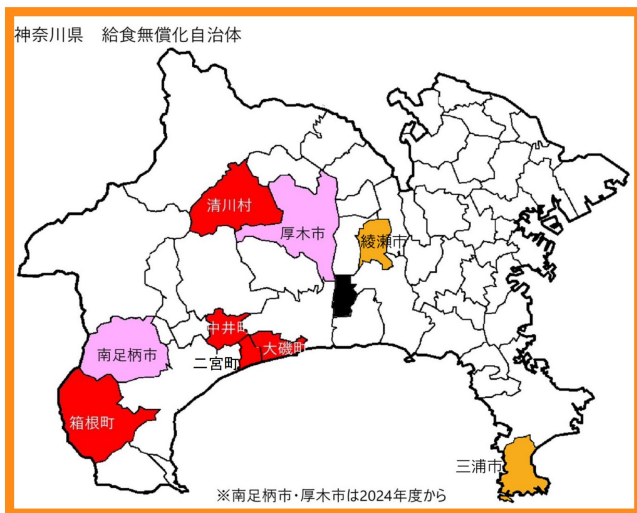 神奈川県　給食無償化自治体
清川村
厚木市
綾瀬市
中井町
大磯町
南足柄市
二宮町
箱根町
三浦市
※南足柄市・厚木市は2024年度から